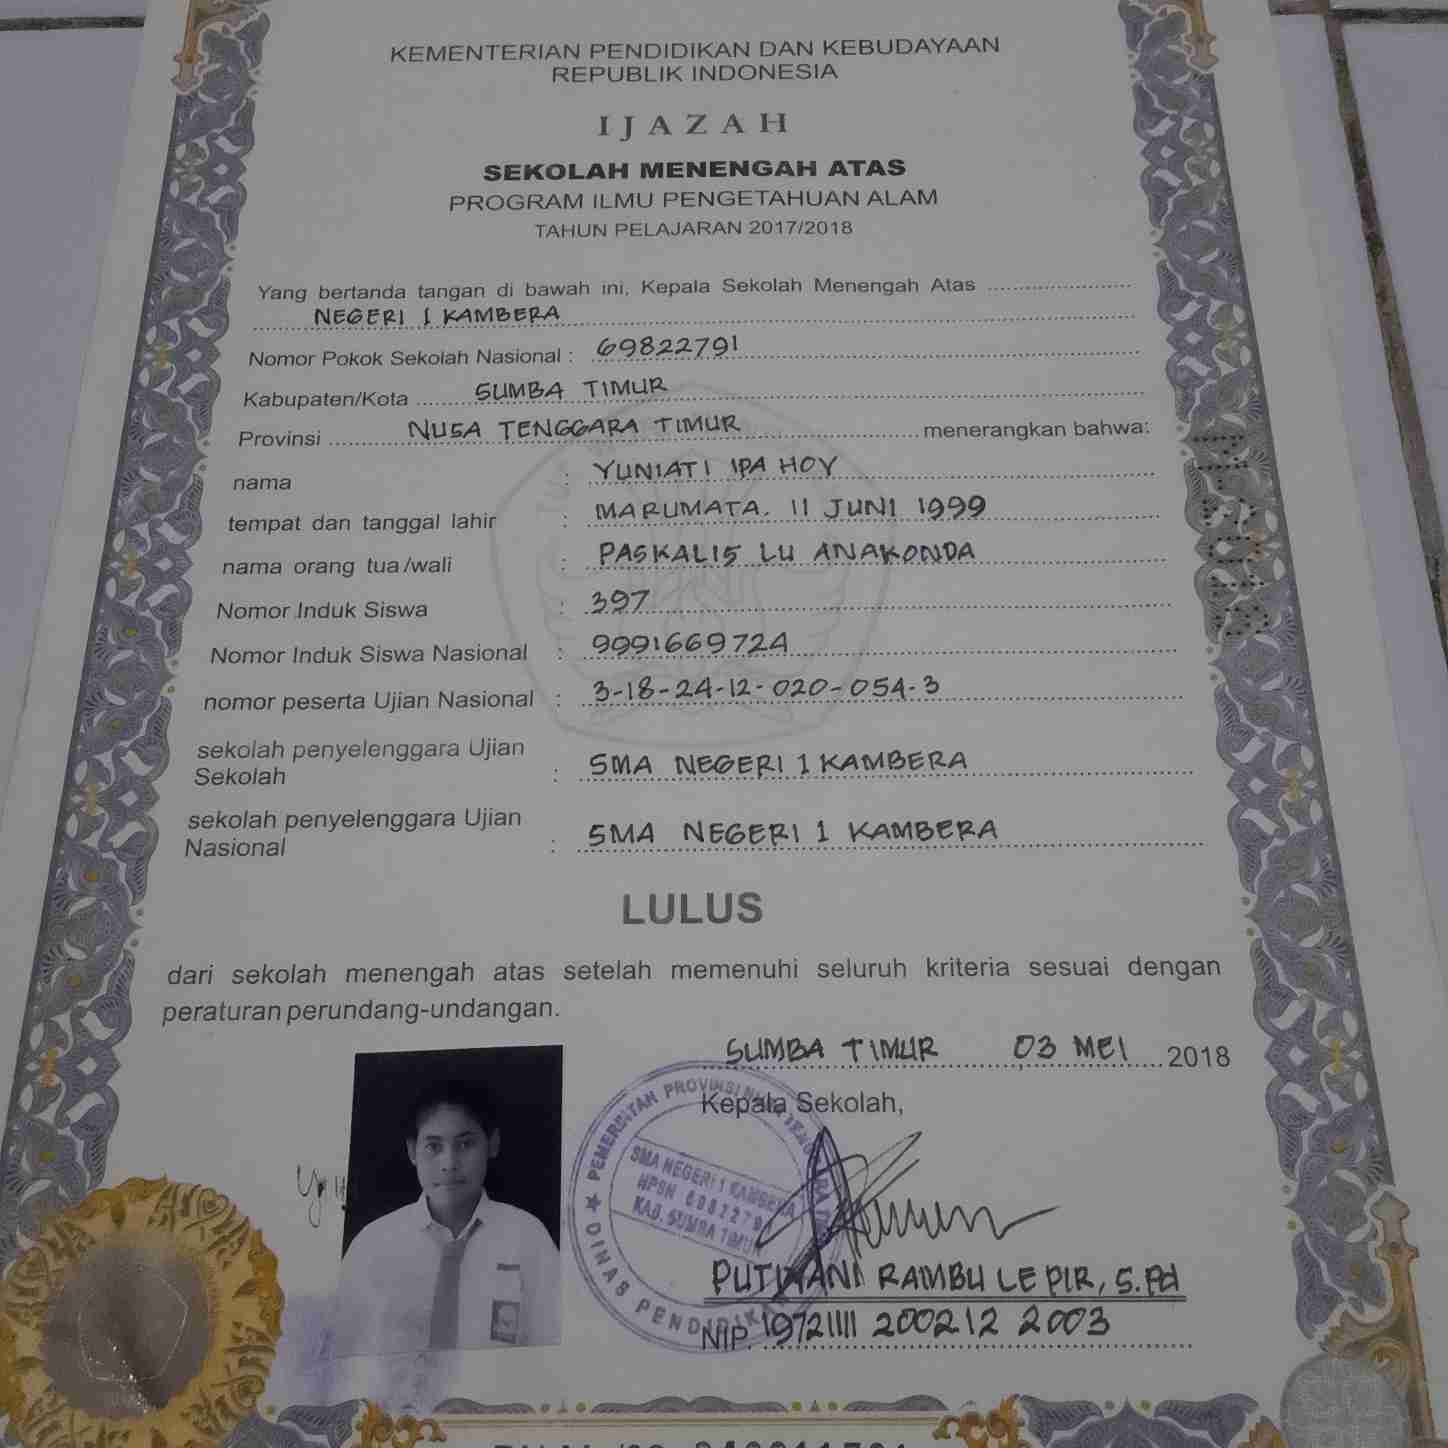 KEMENTERIAN PENDIDIKAN DAN KEBUDAYAAN
REPUBLIK INDONESIA
IJAZAH
SEKOLAH MENENGAH ATAS
PROGRAM ILMU PENGETAHUAN ALAM
TAHUN PELAJARAN 2017/2018
Yang bertanda tangan di bawah ini, Kepala Sekolah Menengah Atas
NEGERI 1 KAMBERA
Nomor Pokok Sekolah Nasional : 69822791
Kabupaten/Kota SUMBA TIMUR
Provinsi NUSA TENGGARA TIMUR menerangkan bahwa:
nama : YUNIATI IPA HOY
tempat dan tanggal lahir : MARUMATA. 11 JUNI 1999
nama orang tua/wali : PASKALIS LU ANAKONDA
Nomor Induk Siswa : 397
Nomor Induk Siswa Nasional : 9991669724
nomor peserta Ujian Nasional : 3-18-24-12-020-054-3
sekolah penyelenggara Ujian
Sekolah : SMA NEGERI 1 KAMBERA
sekolah penyelenggara Ujian
Nasional : SMA NEGERI 1 KAMBERA
LULUS
dari sekolah menengah atas setelah memenuhi seluruh kriteria sesuai dengan
peraturan perundang-undangan.
SUMBA TIMUR 03 MEI 2018
Kepala Sekolah,
PEMERINTAH PROVINSI
SMA NEGERI 1 KAMBERA
NPSN
KAB. SUMBA TIMUR
DINAS PENDIDIKAN
RAMBU LEPIR, S.Pd
NIP. 19721111 200212 2003